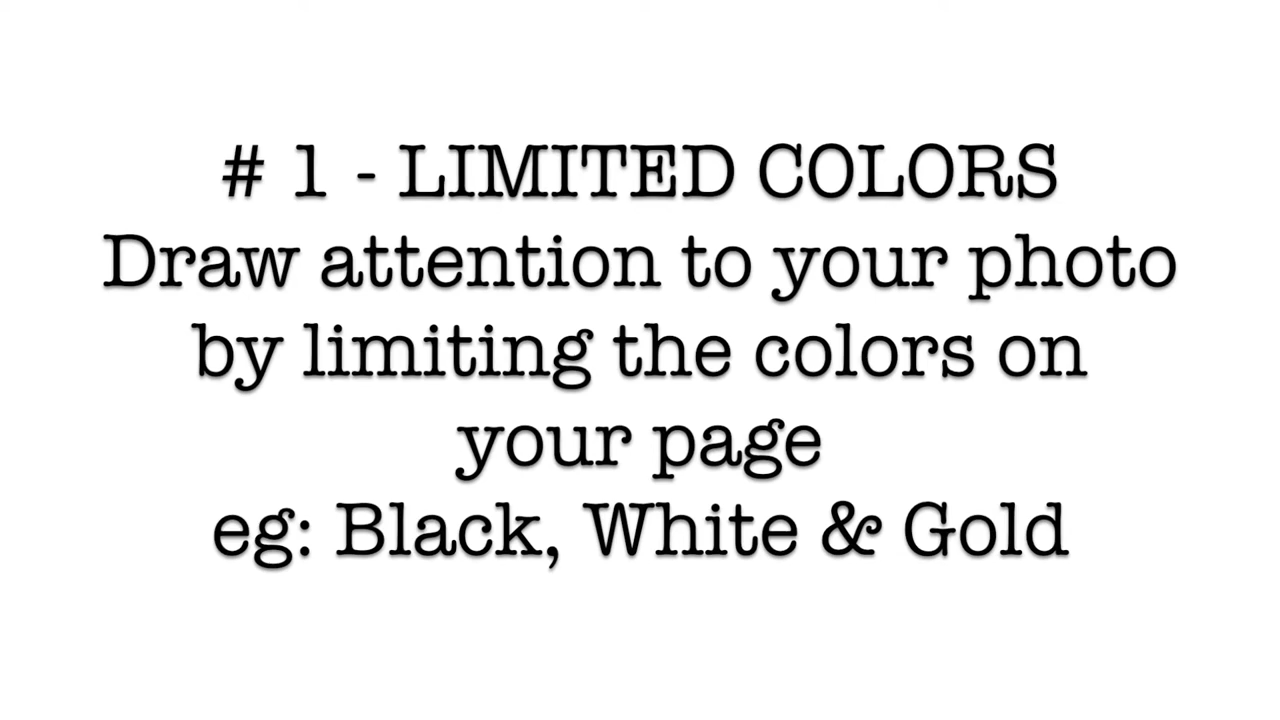 # 1 - LIMITED COLORS
Draw attention to your photo
by limiting the colors on
your page
eg: Black, White & Gold